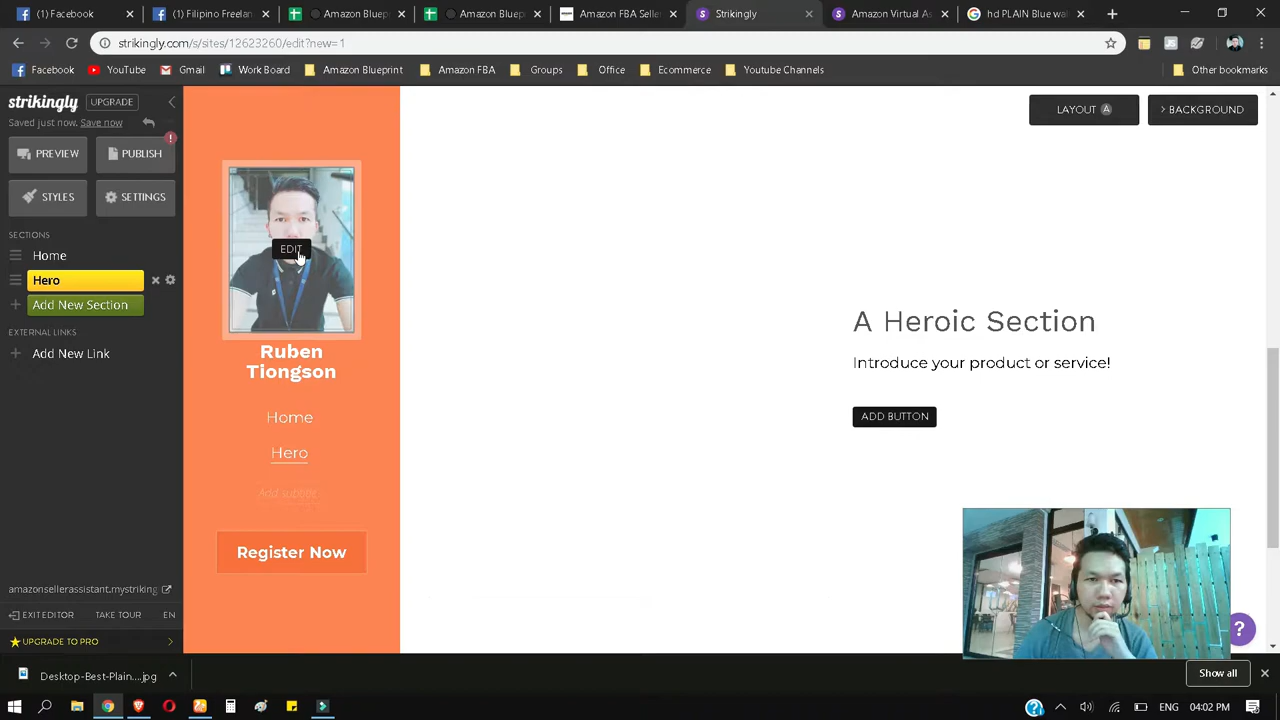 (1) Facebook
(1) Filipino Freelan
Amazon Bluep
Amazon Bluep
Amazon FBA Selle
Strikingly
Amazon Virtual As
hd PLAIN Blue wal
strikingly.com/s/sites/12623260/edit?new=1
Facebook
YouTube
Gmail
Work Board
Amazon Blueprint
Amazon FBA
Groups
Office
Ecommerce
Youtube Channels
Other bookmarks
strikingly
UPGRADE
Saved just now. Save now
PREVIEW
PUBLISH
STYLES
SETTINGS
SECTIONS
Home
Hero
Add New Section
EXTERNAL LINKS
Add New Link
amazonsellerassistant.mystriking
EXIT EDITOR
TAKE TOUR
EN
UPGRADE TO PRO
EDIT
Ruben
Tiongson
Home
Hero
Add subtitle
Register Now
LAYOUT A
BACKGROUND
A Heroic Section
Introduce your product or service!
ADD BUTTON
?
Desktop-Best-Plain....jpg
Show all
ENG
04:02 PM